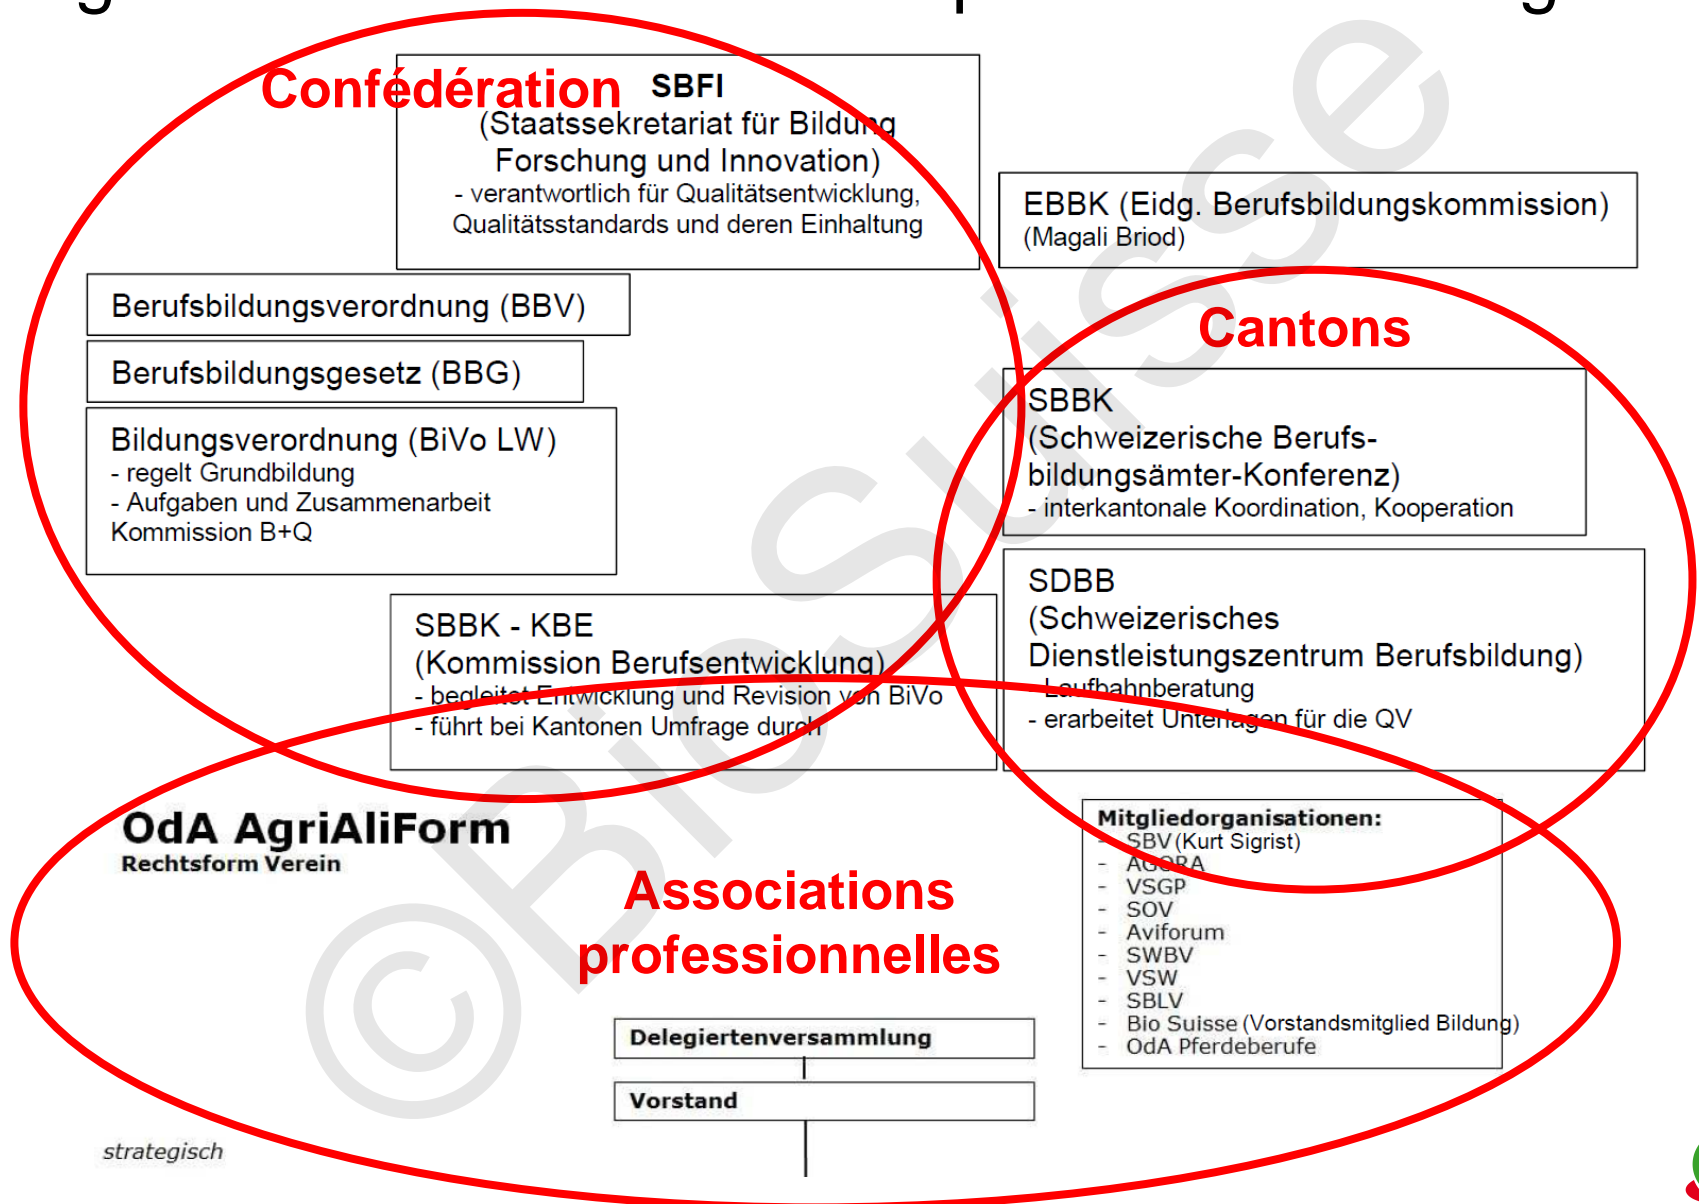 Confédération
SBFI
(Staatssekretariat für Bildung
Forschung und Innovation)
- verantwortlich für Qualitätsentwicklung,
Qualitätsstandards und deren Einhaltung
EBBK (Eidg. Berufsbildungskommission)
(Magali Briod)
Berufsbildungsverordnung (BBV)
Berufsbildungsgesetz (BBG)
Bildungsverordnung (BiVo LW)
- regelt Grundbildung
- Aufgaben und Zusammenarbeit
Kommission B+Q
Cantons
SBBK
(Schweizerische Berufs-
bildungsämter-Konferenz)
- interkantonale Koordination, Kooperation
SDBB
(Schweizerisches
Dienstleistungszentrum Berufsbildung)
- Laufbahnberatung
- erarbeitet Unterlagen für die QV
SBBK - KBE
(Kommission Berufsentwicklung)
- begleitet Entwicklung und Revision von BiVo
- führt bei Kantonen Umfrage durch
OdA AgriAliForm
Rechtsform Verein
Associations
professionnelles
Mitgliedorganisationen:
- SBV (Kurt Sigrist)
- AGORA
- VSGP
- SOV
- Aviforum
- SWBV
- VSW
- SBLV
- Bio Suisse (Vorstandsmitglied Bildung)
- OdA Pferdeberufe
Delegiertenversammlung
Vorstand
strategisch
©BioSuisse